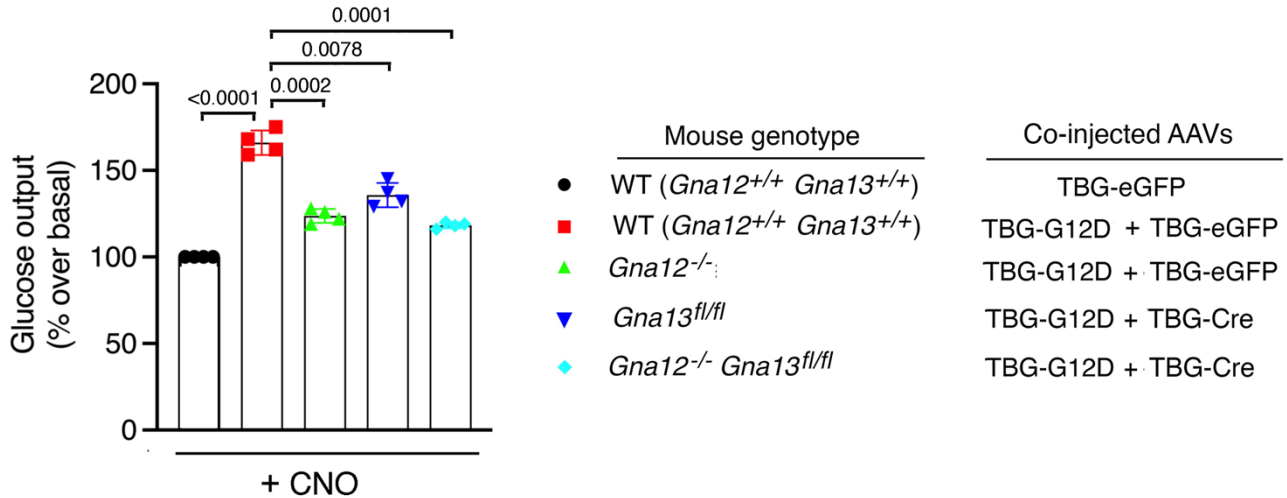 0.0001
0.0078
0.0002
<0.0001
200
150
100
50
0
Glucose output
(% over basal)
+ CNO
Mouse genotype Co-injected AAVs
WT (Gna12+/+ Gna13+/+) TBG-eGFP
WT (Gna12+/+ Gna13+/+) TBG-G12D + TBG-eGFP
Gna12-/- TBG-G12D + TBG-eGFP
Gna13fl/fl TBG-G12D + TBG-Cre
Gna12-/- Gna13fl/fl TBG-G12D + TBG-Cre